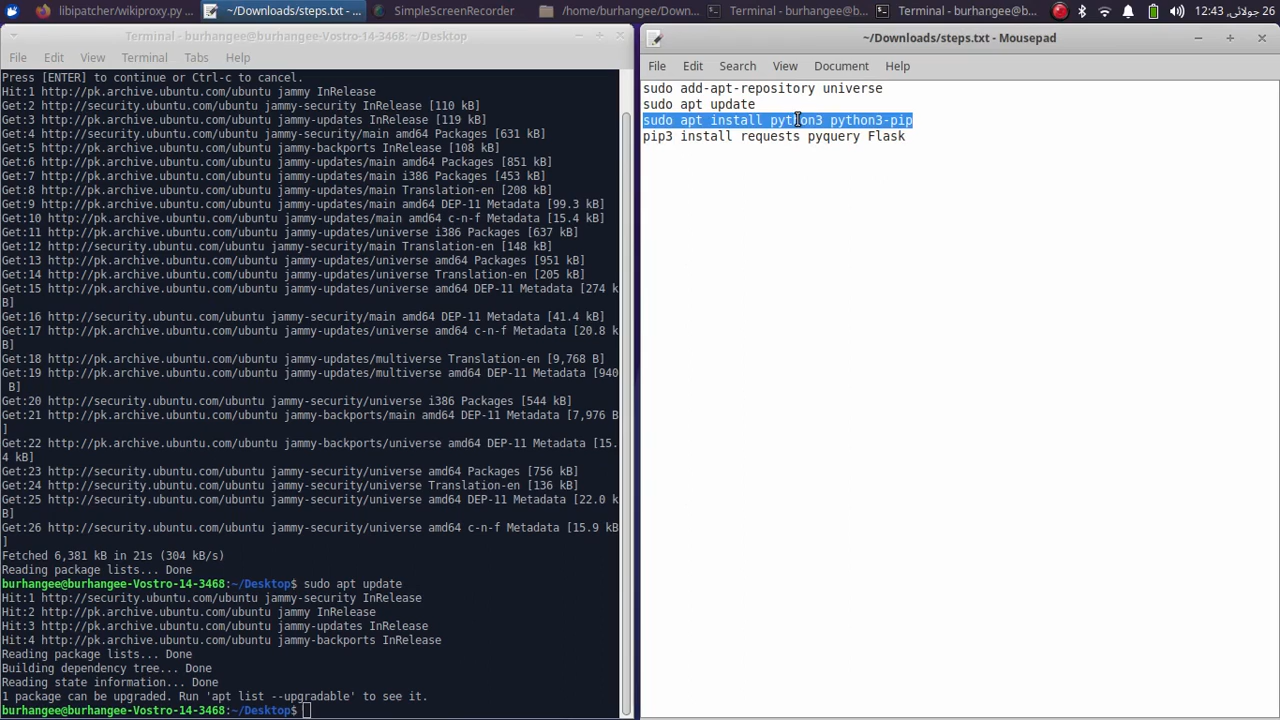 libipatcher/wikiproxy.py ...
~/Downloads/steps.txt - ...
SimpleScreenRecorder
/home/burhangee/Down...
Terminal - burhangee@b...
Terminal - burhangee@b...
26 جولائی, 12:43
Terminal - burhangee@burhangee-Vostro-14-3468: ~/Desktop
File Edit View Terminal Tabs Help
Press [ENTER] to continue or Ctrl-c to cancel.
Hit:1 http://pk.archive.ubuntu.com/ubuntu jammy InRelease
Get:2 http://security.ubuntu.com/ubuntu jammy-security InRelease [110 kB]
Get:3 http://pk.archive.ubuntu.com/ubuntu jammy-updates InRelease [119 kB]
Get:4 http://security.ubuntu.com/ubuntu jammy-security/main amd64 Packages [631 kB]
Get:5 http://pk.archive.ubuntu.com/ubuntu jammy-backports InRelease [108 kB]
Get:6 http://pk.archive.ubuntu.com/ubuntu jammy-updates/main amd64 Packages [851 kB]
Get:7 http://pk.archive.ubuntu.com/ubuntu jammy-updates/main i386 Packages [453 kB]
Get:8 http://pk.archive.ubuntu.com/ubuntu jammy-updates/main Translation-en [208 kB]
Get:9 http://pk.archive.ubuntu.com/ubuntu jammy-updates/main amd64 DEP-11 Metadata [99.3 kB]
Get:10 http://pk.archive.ubuntu.com/ubuntu jammy-updates/main amd64 c-n-f Metadata [15.4 kB]
Get:11 http://pk.archive.ubuntu.com/ubuntu jammy-updates/universe i386 Packages [637 kB]
Get:12 http://security.ubuntu.com/ubuntu jammy-security/main Translation-en [148 kB]
Get:13 http://pk.archive.ubuntu.com/ubuntu jammy-updates/universe amd64 Packages [951 kB]
Get:14 http://pk.archive.ubuntu.com/ubuntu jammy-updates/universe Translation-en [205 kB]
Get:15 http://pk.archive.ubuntu.com/ubuntu jammy-updates/universe amd64 DEP-11 Metadata [274 k
B]
Get:16 http://security.ubuntu.com/ubuntu jammy-security/main amd64 DEP-11 Metadata [41.4 kB]
Get:17 http://pk.archive.ubuntu.com/ubuntu jammy-updates/universe amd64 c-n-f Metadata [20.8 k
B]
Get:18 http://pk.archive.ubuntu.com/ubuntu jammy-updates/multiverse Translation-en [9,768 B]
Get:19 http://pk.archive.ubuntu.com/ubuntu jammy-updates/multiverse amd64 DEP-11 Metadata [940
 B]
Get:20 http://security.ubuntu.com/ubuntu jammy-security/universe i386 Packages [544 kB]
Get:21 http://pk.archive.ubuntu.com/ubuntu jammy-backports/main amd64 DEP-11 Metadata [7,976 B
]
Get:22 http://pk.archive.ubuntu.com/ubuntu jammy-backports/universe amd64 DEP-11 Metadata [15.
4 kB]
Get:23 http://security.ubuntu.com/ubuntu jammy-security/universe amd64 Packages [756 kB]
Get:24 http://security.ubuntu.com/ubuntu jammy-security/universe Translation-en [136 kB]
Get:25 http://security.ubuntu.com/ubuntu jammy-security/universe amd64 DEP-11 Metadata [22.0 k
B]
Get:26 http://security.ubuntu.com/ubuntu jammy-security/universe amd64 c-n-f Metadata [15.9 kB
]
Fetched 6,381 kB in 21s (304 kB/s)
Reading package lists... Done
burhangee@burhangee-Vostro-14-3468:~/Desktop$ sudo apt update
Hit:1 http://security.ubuntu.com/ubuntu jammy-security InRelease
Hit:2 http://pk.archive.ubuntu.com/ubuntu jammy InRelease
Hit:3 http://pk.archive.ubuntu.com/ubuntu jammy-updates InRelease
Hit:4 http://pk.archive.ubuntu.com/ubuntu jammy-backports InRelease
Reading package lists... Done
Building dependency tree... Done
Reading state information... Done
1 package can be upgraded. Run 'apt list --upgradable' to see it.
burhangee@burhangee-Vostro-14-3468:~/Desktop$
~/Downloads/steps.txt - Mousepad
File Edit Search View Document Help
sudo add-apt-repository universe
sudo apt update
sudo apt install python3 python3-pip
pip3 install requests pyquery Flask